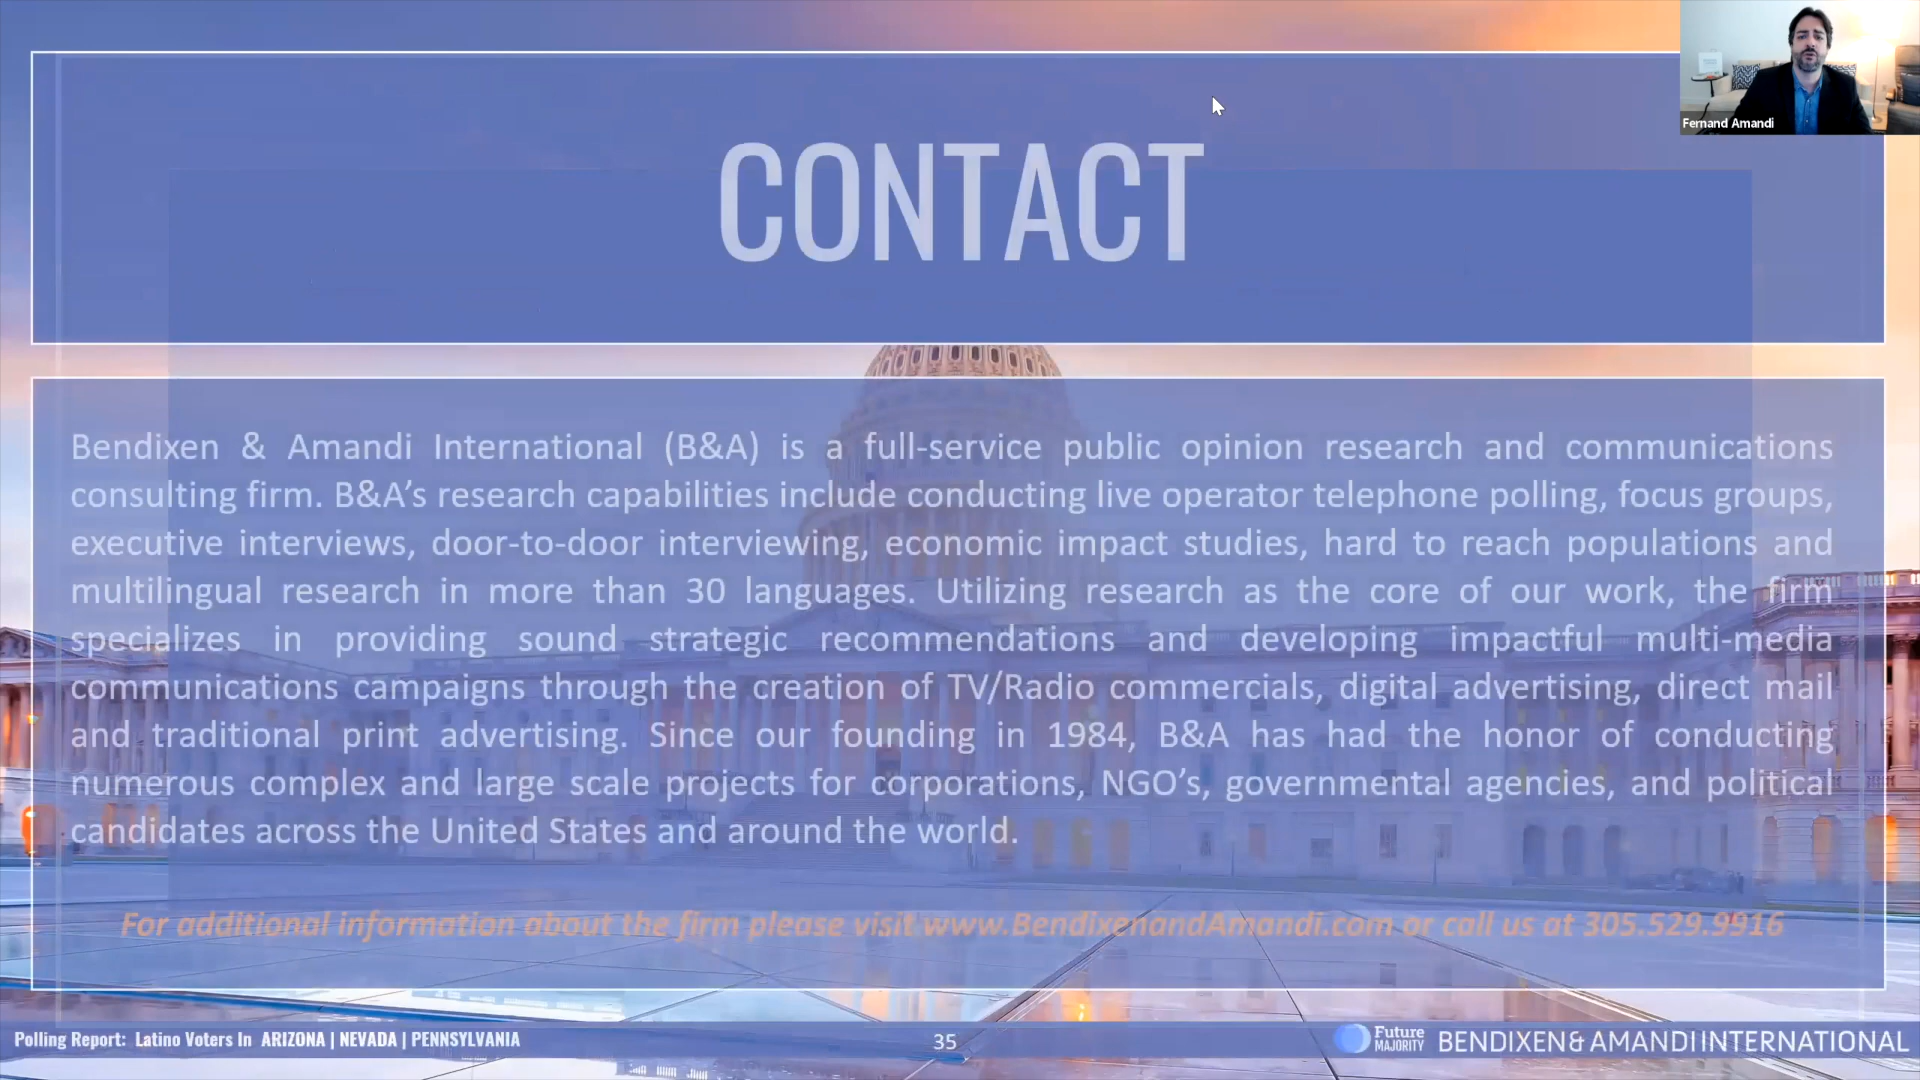 Fernand Amandi
CONTACT
Bendixen & Amandi International (B&A) is a full-service public opinion research and communications
consulting firm. B&A’s research capabilities include conducting live operator telephone polling, focus groups,
executive interviews, door-to-door interviewing, economic impact studies, hard to reach populations and
multilingual research in more than 30 languages. Utilizing research as the core of our work, the firm
specializes in providing sound strategic recommendations and developing impactful multi-media
communications campaigns through the creation of TV/Radio commercials, digital advertising, direct mail
and traditional print advertising. Since our founding in 1984, B&A has had the honor of conducting
numerous complex and large scale projects for corporations, NGO’s, governmental agencies, and political
candidates across the United States and around the world.
For additional information about the firm please visit www.BendixenandAmandi.com or call us at 305.529.9916
Polling Report: Latino Voters In ARIZONA | NEVADA | PENNSYLVANIA
35
Future
MAJORITY
BENDIXEN & AMANDI INTERNATIONAL